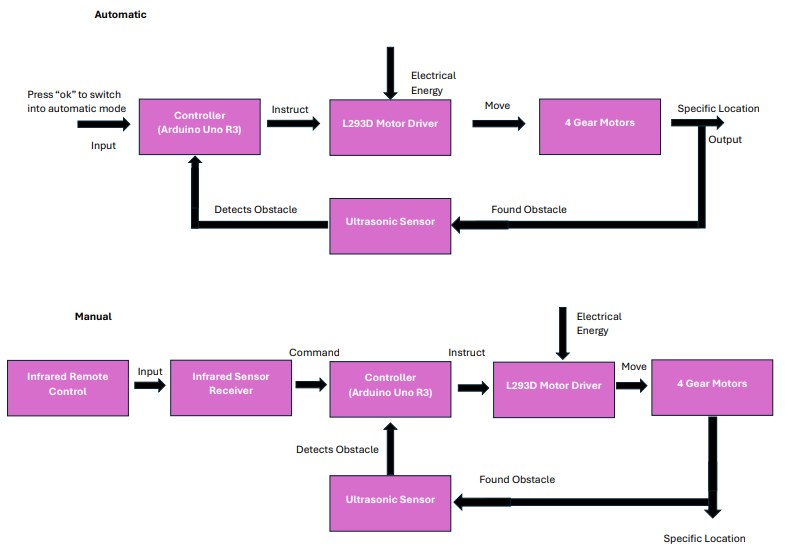 Automatic
Electrical
Energy
Press “ok” to switch
into automatic mode
Input
Controller
(Arduino Uno R3)
Instruct
L293D Motor Driver
Move
4 Gear Motors
Specific Location
Output
Detects Obstacle
Ultrasonic Sensor
Found Obstacle
Manual
Electrical
Energy
Infrared Remote
Control
Input
Infrared Sensor
Receiver
Command
Controller
(Arduino Uno R3)
Instruct
L293D Motor Driver
Move
4 Gear Motors
Detects Obstacle
Ultrasonic Sensor
Found Obstacle
Specific Location